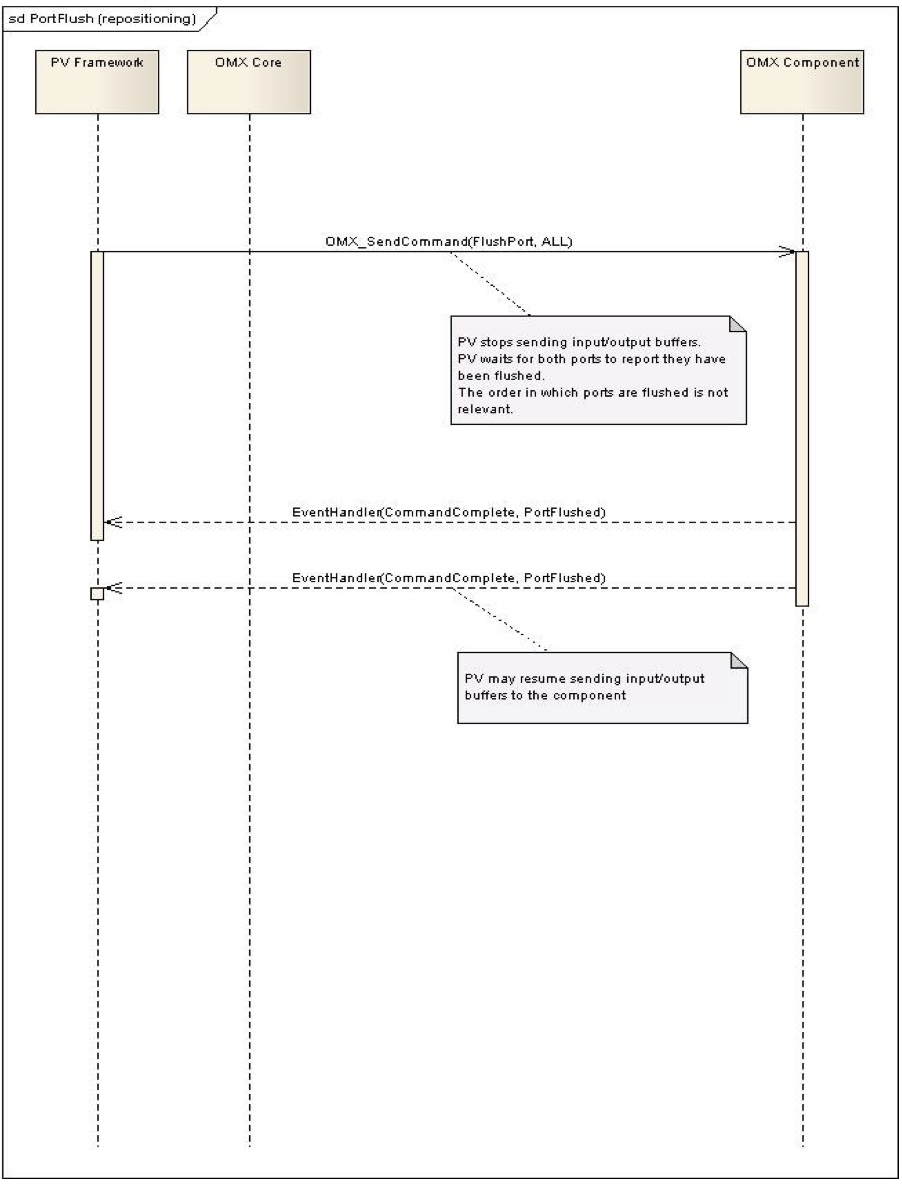 sd PortFlush (repositioning)
PV Framework
OMX Core
OMX Component
OMX_SendCommand(FlushPort, ALL)
PV stops sending input/output buffers.
PV waits for both ports to report they have
been flushed.
The order in which ports are flushed is not
relevant.
EventHandler(CommandComplete, PortFlushed)
EventHandler(CommandComplete, PortFlushed)
PV may resume sending input/output
buffers to the component